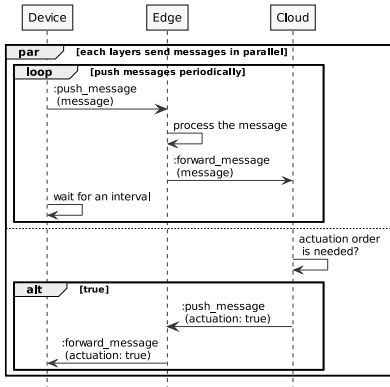 Device Edge Cloud
par [each layers send messages in parallel]
loop [push messages periodically]
:push_message
(message)
process the message
:forward_message
(message)
wait for an interval
actuation order
is needed?
alt [true]
:push_message
(actuation: true)
:forward_message
(actuation: true)